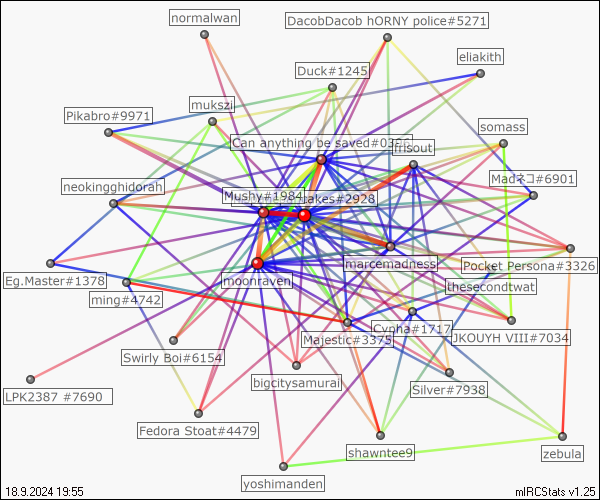 normalwan
DacobDacob hORNY police#5271
eliakith
Duck#1245
mukszi
Pikabro#9971
somass
Can anything be saved#0
frisout
neokingghidorah
Mushy#1984
akes#2928
Madネコ#6901
marcemadness
Pocket Persona#3326
Eg.Master#1378
moonraven
thesecondtwat
ming#4742
Cypha#1717
Majestic#3375
JKOUYH VIII#7034
Swirly Boi#6154
bigcitysamurai
Silver#7938
LPK2387 #7690
Fedora Stoat#4479
shawntee9
zebula
yoshimanden
18.9.2024 19:55
mIRCStats v1.25